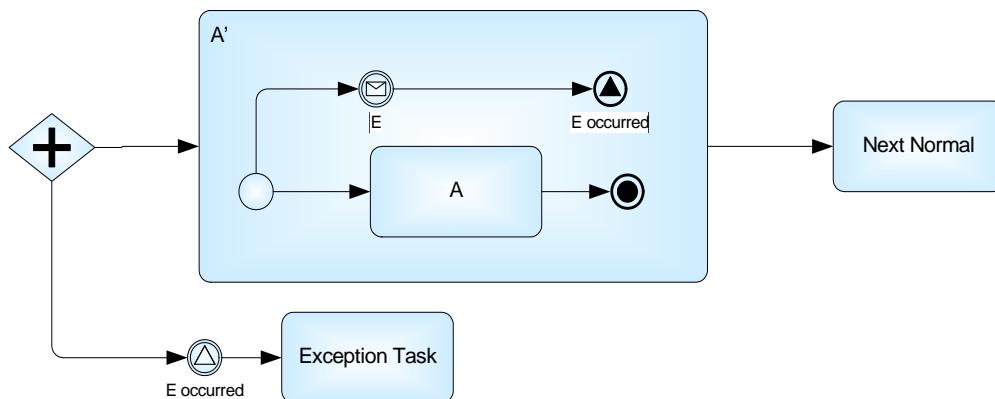 A’
E
E occurred
A
Next Normal
Exception Task
E occurred